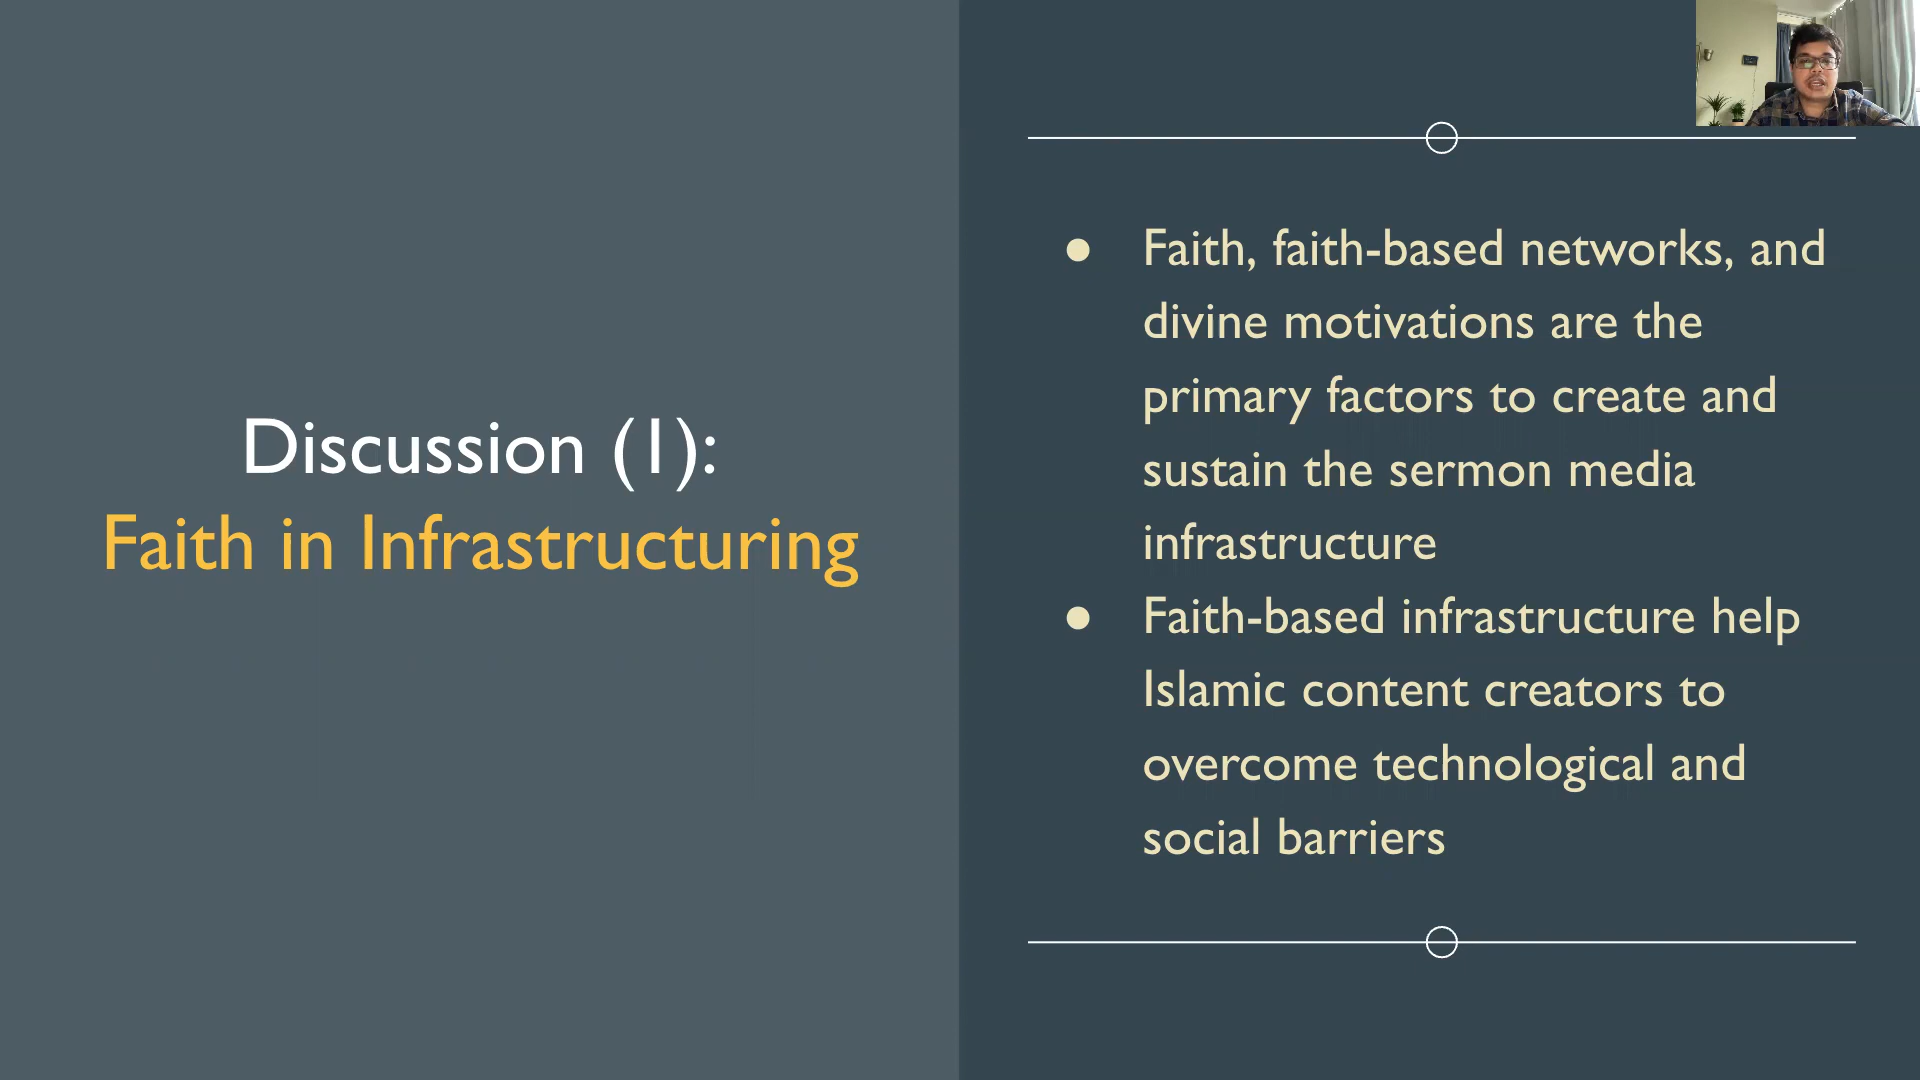 Discussion (1):
Faith in Infrastructuring
● Faith, faith-based networks, and
divine motivations are the
primary factors to create and
sustain the sermon media
infrastructure
● Faith-based infrastructure help
Islamic content creators to
overcome technological and
social barriers